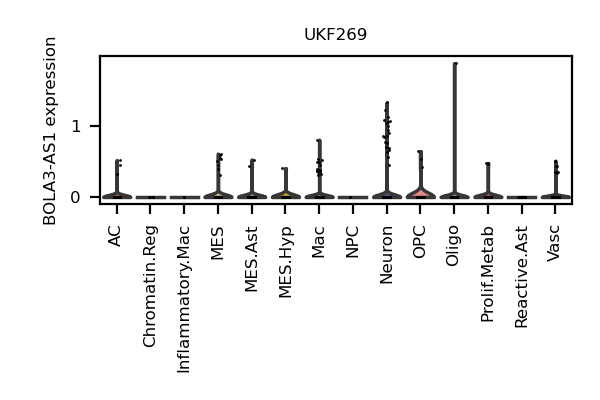 UKF269
BOLA3-AS1 expression
1
0
AC
Chromatin.Reg
Inflammatory.Mac
MES
MES.Ast
MES.Hyp
Mac
NPC
Neuron
OPC
Oligo
Prolif.Metab
Reactive.Ast
Vasc